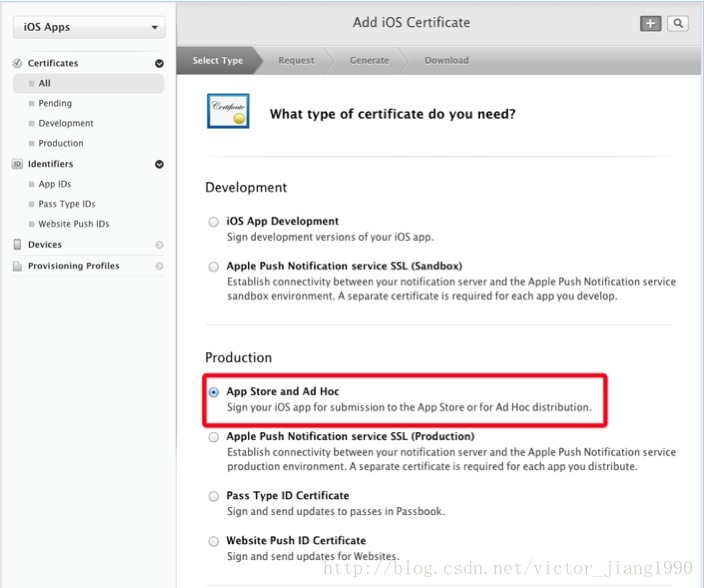 iOS Apps
Add iOS Certificate
Select Type
Request
Generate
Download
Certificates
All
Pending
Development
Production
ID
Identifiers
App IDs
Pass Type IDs
Website Push IDs
Devices
Provisioning Profiles
Certificate
What type of certificate do you need?
Development
iOS App Development
Sign development versions of your iOS app.
Apple Push Notification service SSL (Sandbox)
Establish connectivity between your notification server and the Apple Push Notification service
sandbox environment. A separate certificate is required for each app you develop.
Production
App Store and Ad Hoc
Sign your iOS app for submission to the App Store or for Ad Hoc distribution.
Apple Push Notification service SSL (Production)
Establish connectivity between your notification server and the Apple Push Notification service
production environment. A separate certificate is required for each app you distribute.
Pass Type ID Certificate
Sign and send updates to passes in Passbook.
Website Push ID Certificate
Sign and send updates for Websites.
http://blog.csdn.net/victor_jiang1990